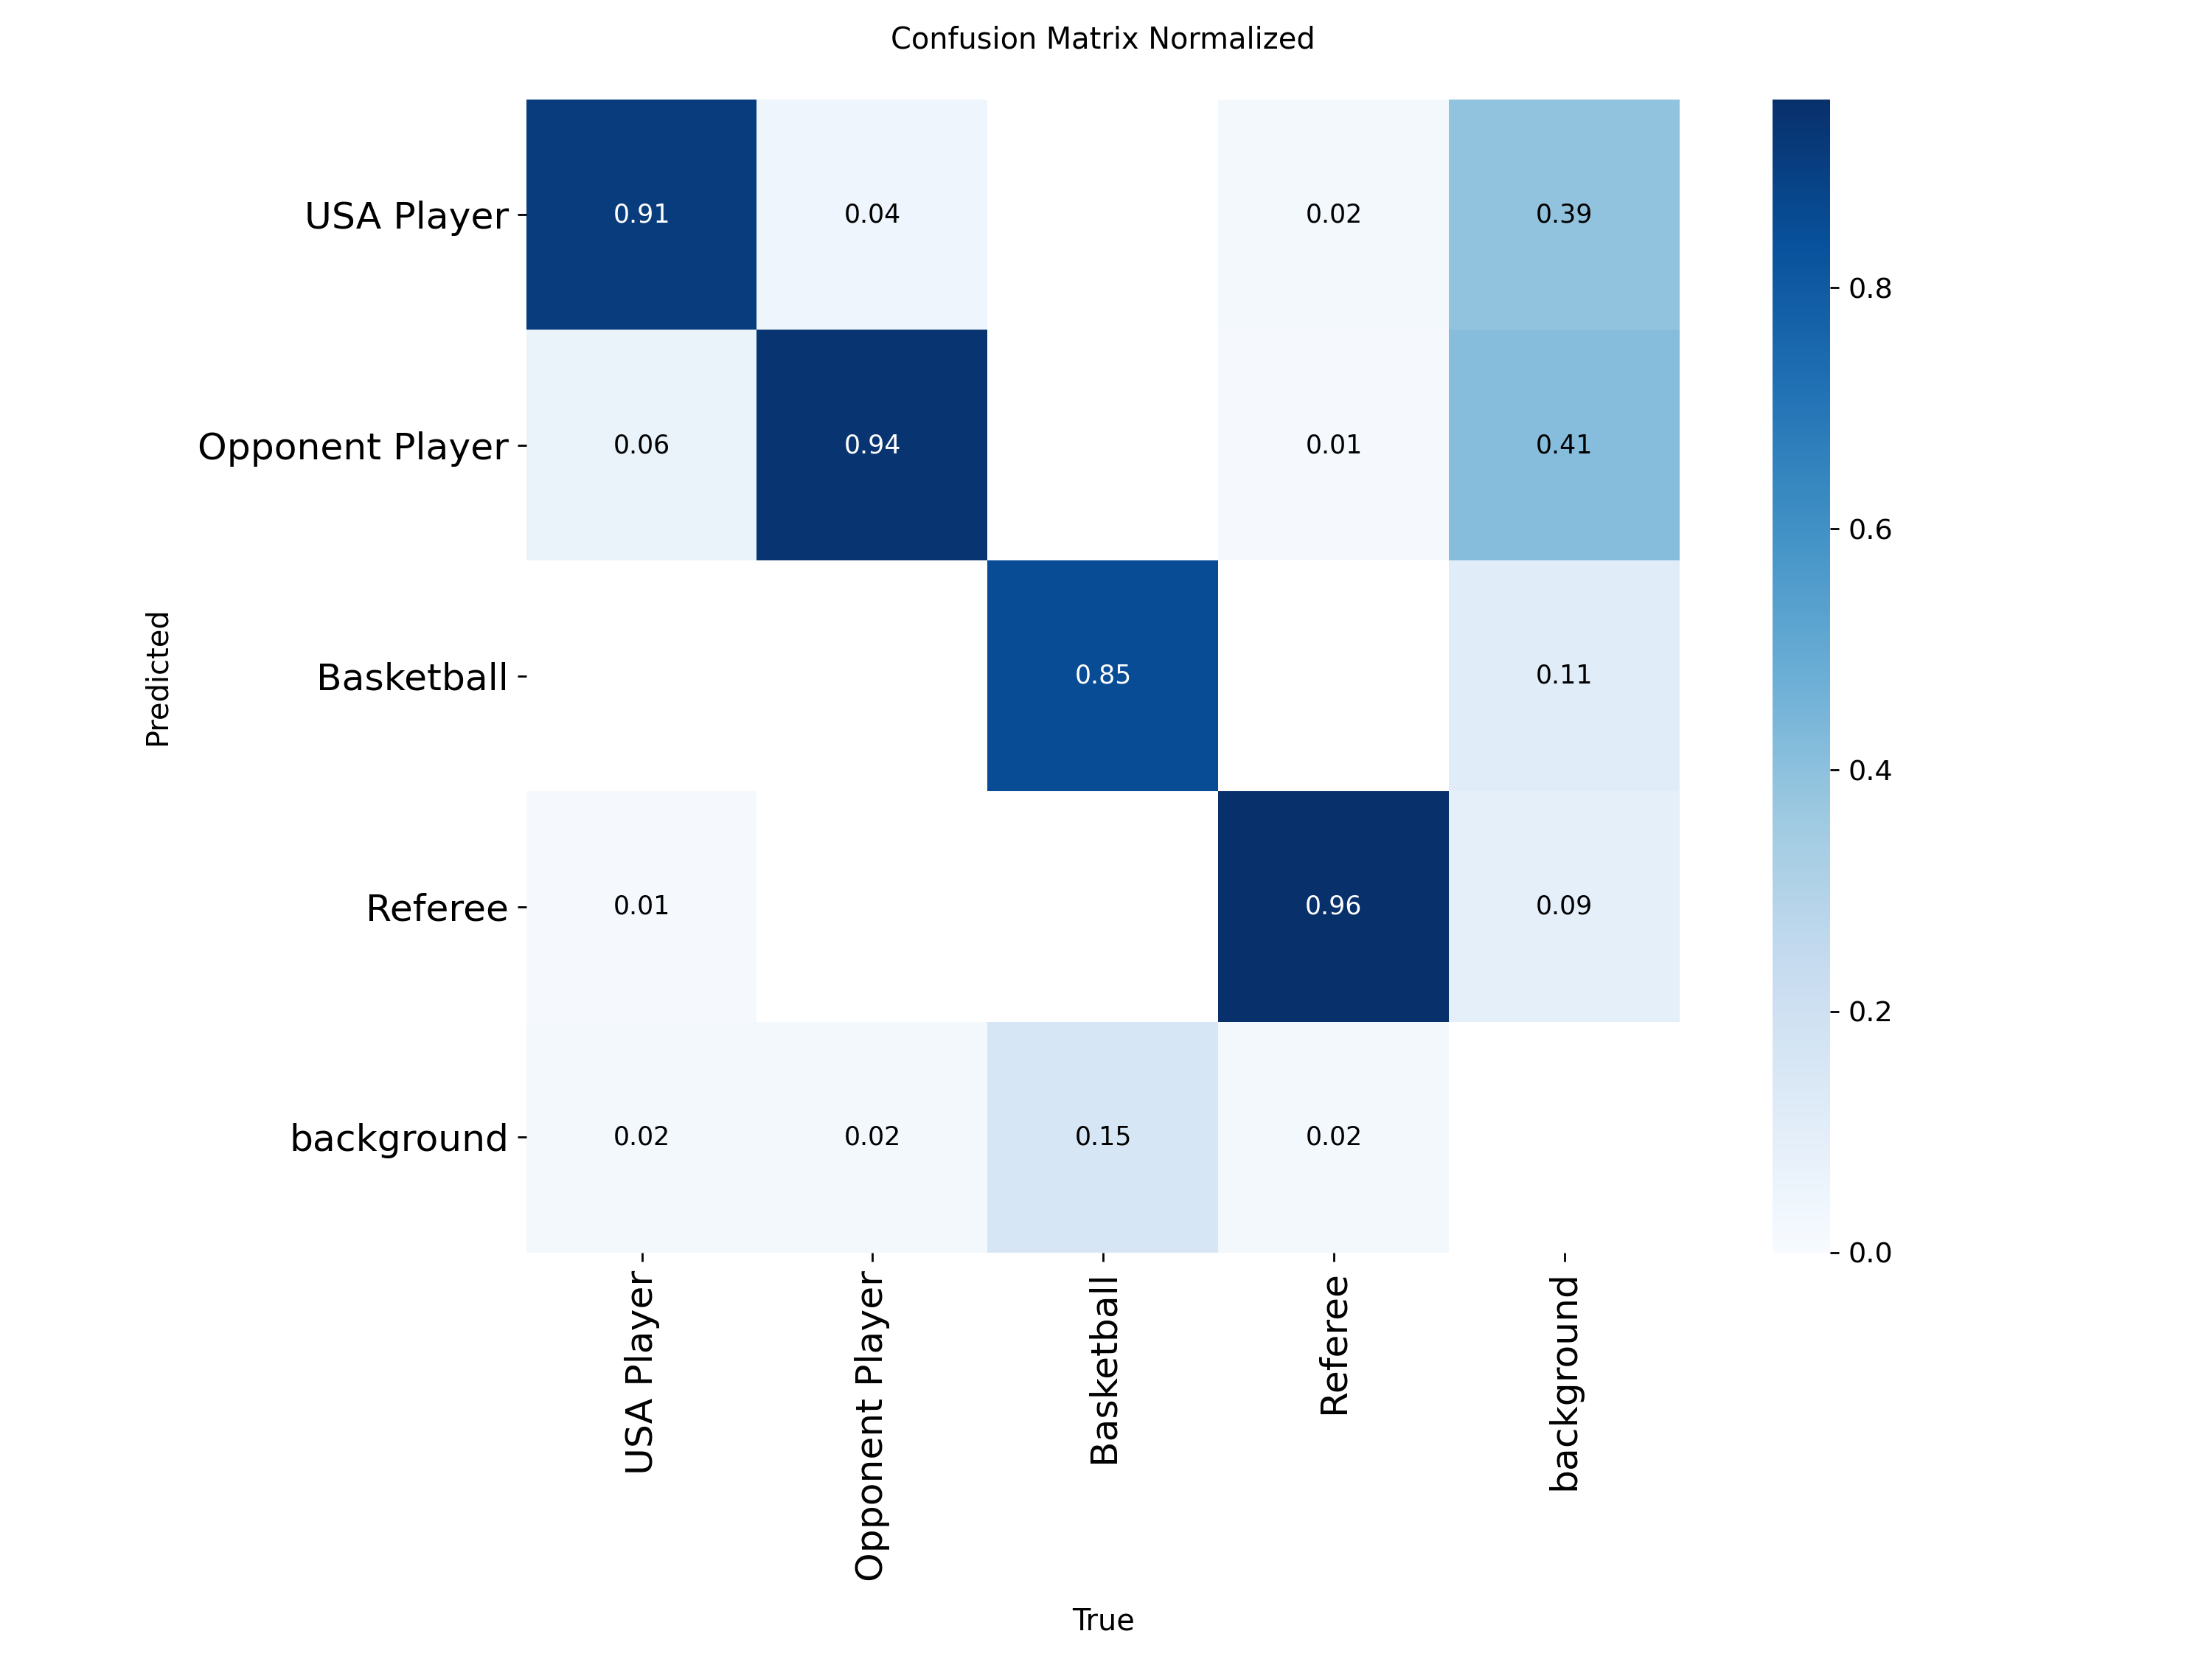 Confusion Matrix Normalized
USA Player
0.91
0.04
0.02
0.39
Opponent Player
0.06
0.94
0.01
0.41
Basketball
0.85
0.11
Referee
0.01
0.96
0.09
background
0.02
0.02
0.15
0.02
Predicted
USA Player
Opponent Player
Basketball
Referee
background
True
0.8
0.6
0.4
0.2
0.0